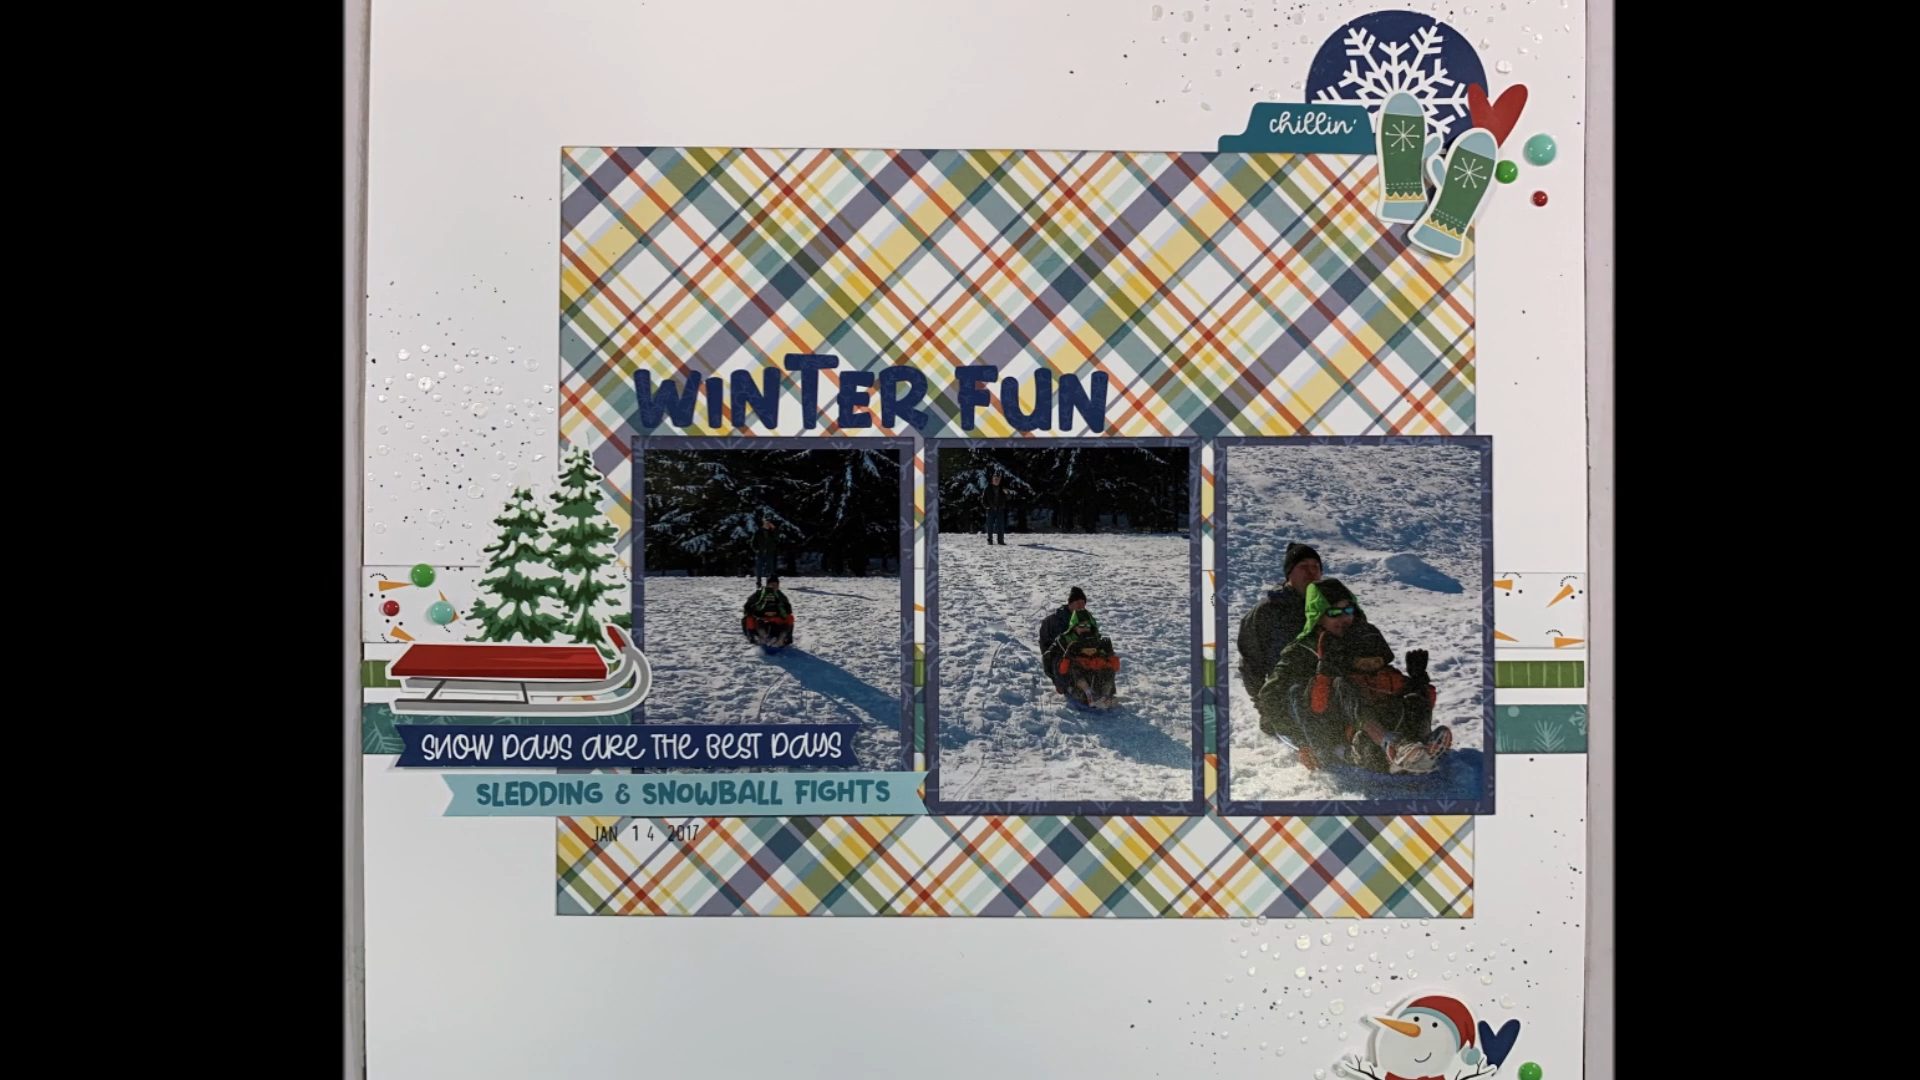 chillin'
WINTER FUN
SNOW DAYS ARE THE BEST DAYS
SLEDDING & SNOWBALL FIGHTS
JAN 14 2017